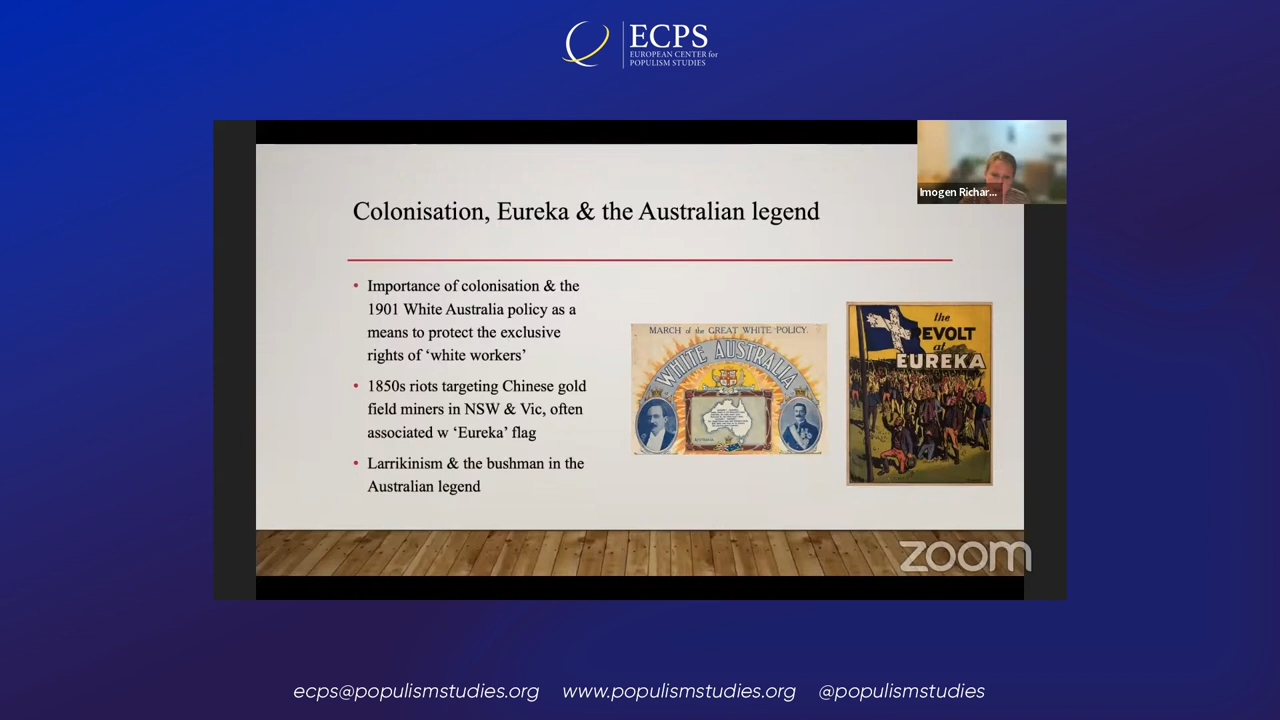 ECPS
EUROPEAN CENTER for
POPULISM STUDIES
Imogen Richar...
Colonisation, Eureka & the Australian legend
• Importance of colonisation & the
1901 White Australia policy as a
means to protect the exclusive
rights of ‘white workers’
• 1850s riots targeting Chinese gold
field miners in NSW & Vic, often
associated w ‘Eureka’ flag
• Larrikinism & the bushman in the
Australian legend
MARCH of the GREAT WHITE POLICY.
WHITE AUSTRALIA
the
REVOLT
at
EUREKA
zoom
ecps@populismstudies.org www.populismstudies.org @populismstudies